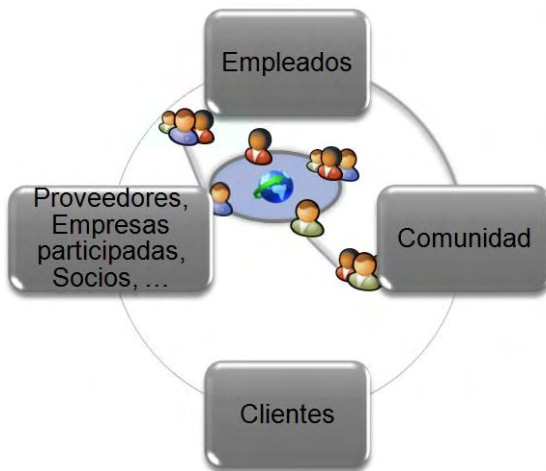 Empleados
Proveedores,
Empresas
participadas,
Socios, ...
Comunidad
Clientes